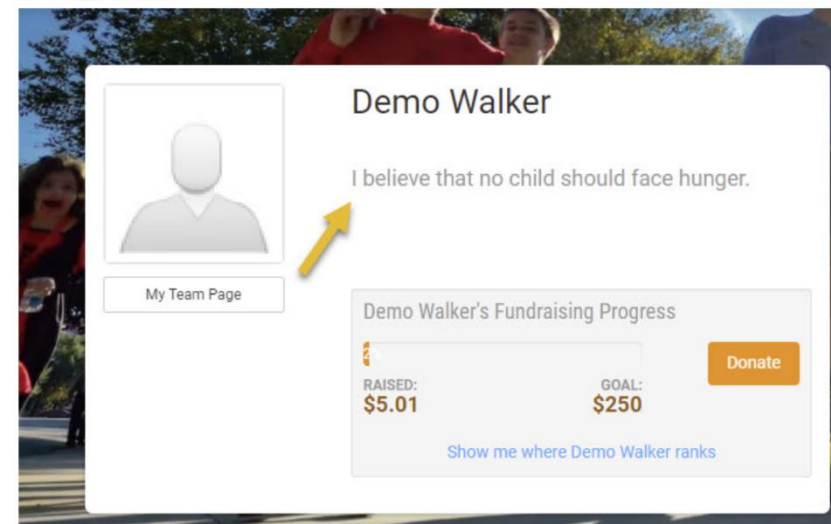 Demo Walker
I believe that no child should face hunger.
My Team Page
Demo Walker's Fundraising Progress
Donate
RAISED:
GOAL:
$5.01
$250
Show me where Demo Walker ranks